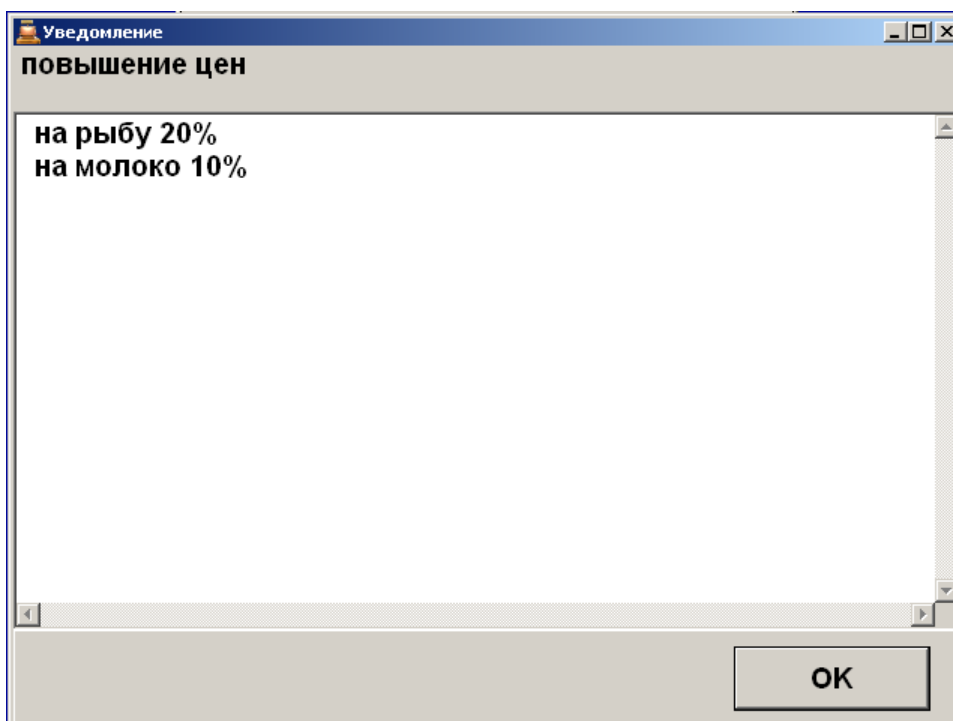 Уведомление
повышение цен
на рыбу 20%
на молоко 10%
OK